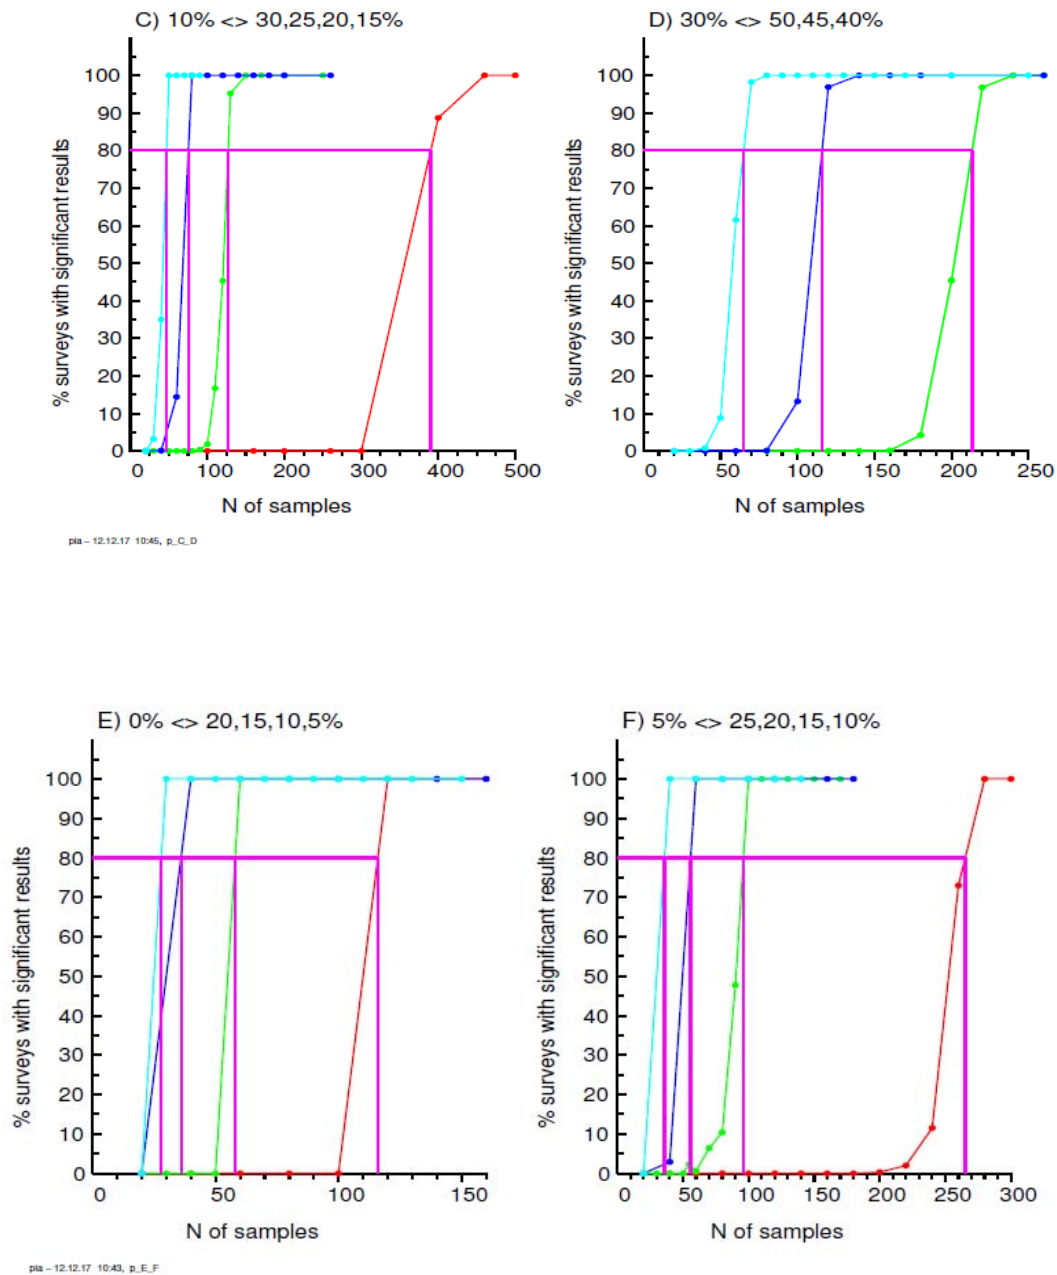 C) 10% <> 30,25,20,15%
% surveys with significant results
100
90
80
70
60
50
40
30
20
10
0
0 100 200 300 400 500
N of samples
D) 30% <> 50,45,40%
% surveys with significant results
100
90
80
70
60
50
40
30
20
10
0
0 50 100 150 200 250
N of samples
pia – 12.12.17 10:45, p_C_D
E) 0% <> 20,15,10,5%
% surveys with significant results
100
90
80
70
60
50
40
30
20
10
0
0 50 100 150
N of samples
F) 5% <> 25,20,15,10%
% surveys with significant results
100
90
80
70
60
50
40
30
20
10
0
0 50 100 150 200 250 300
N of samples
pia – 12.12.17 10:43, p_E_F